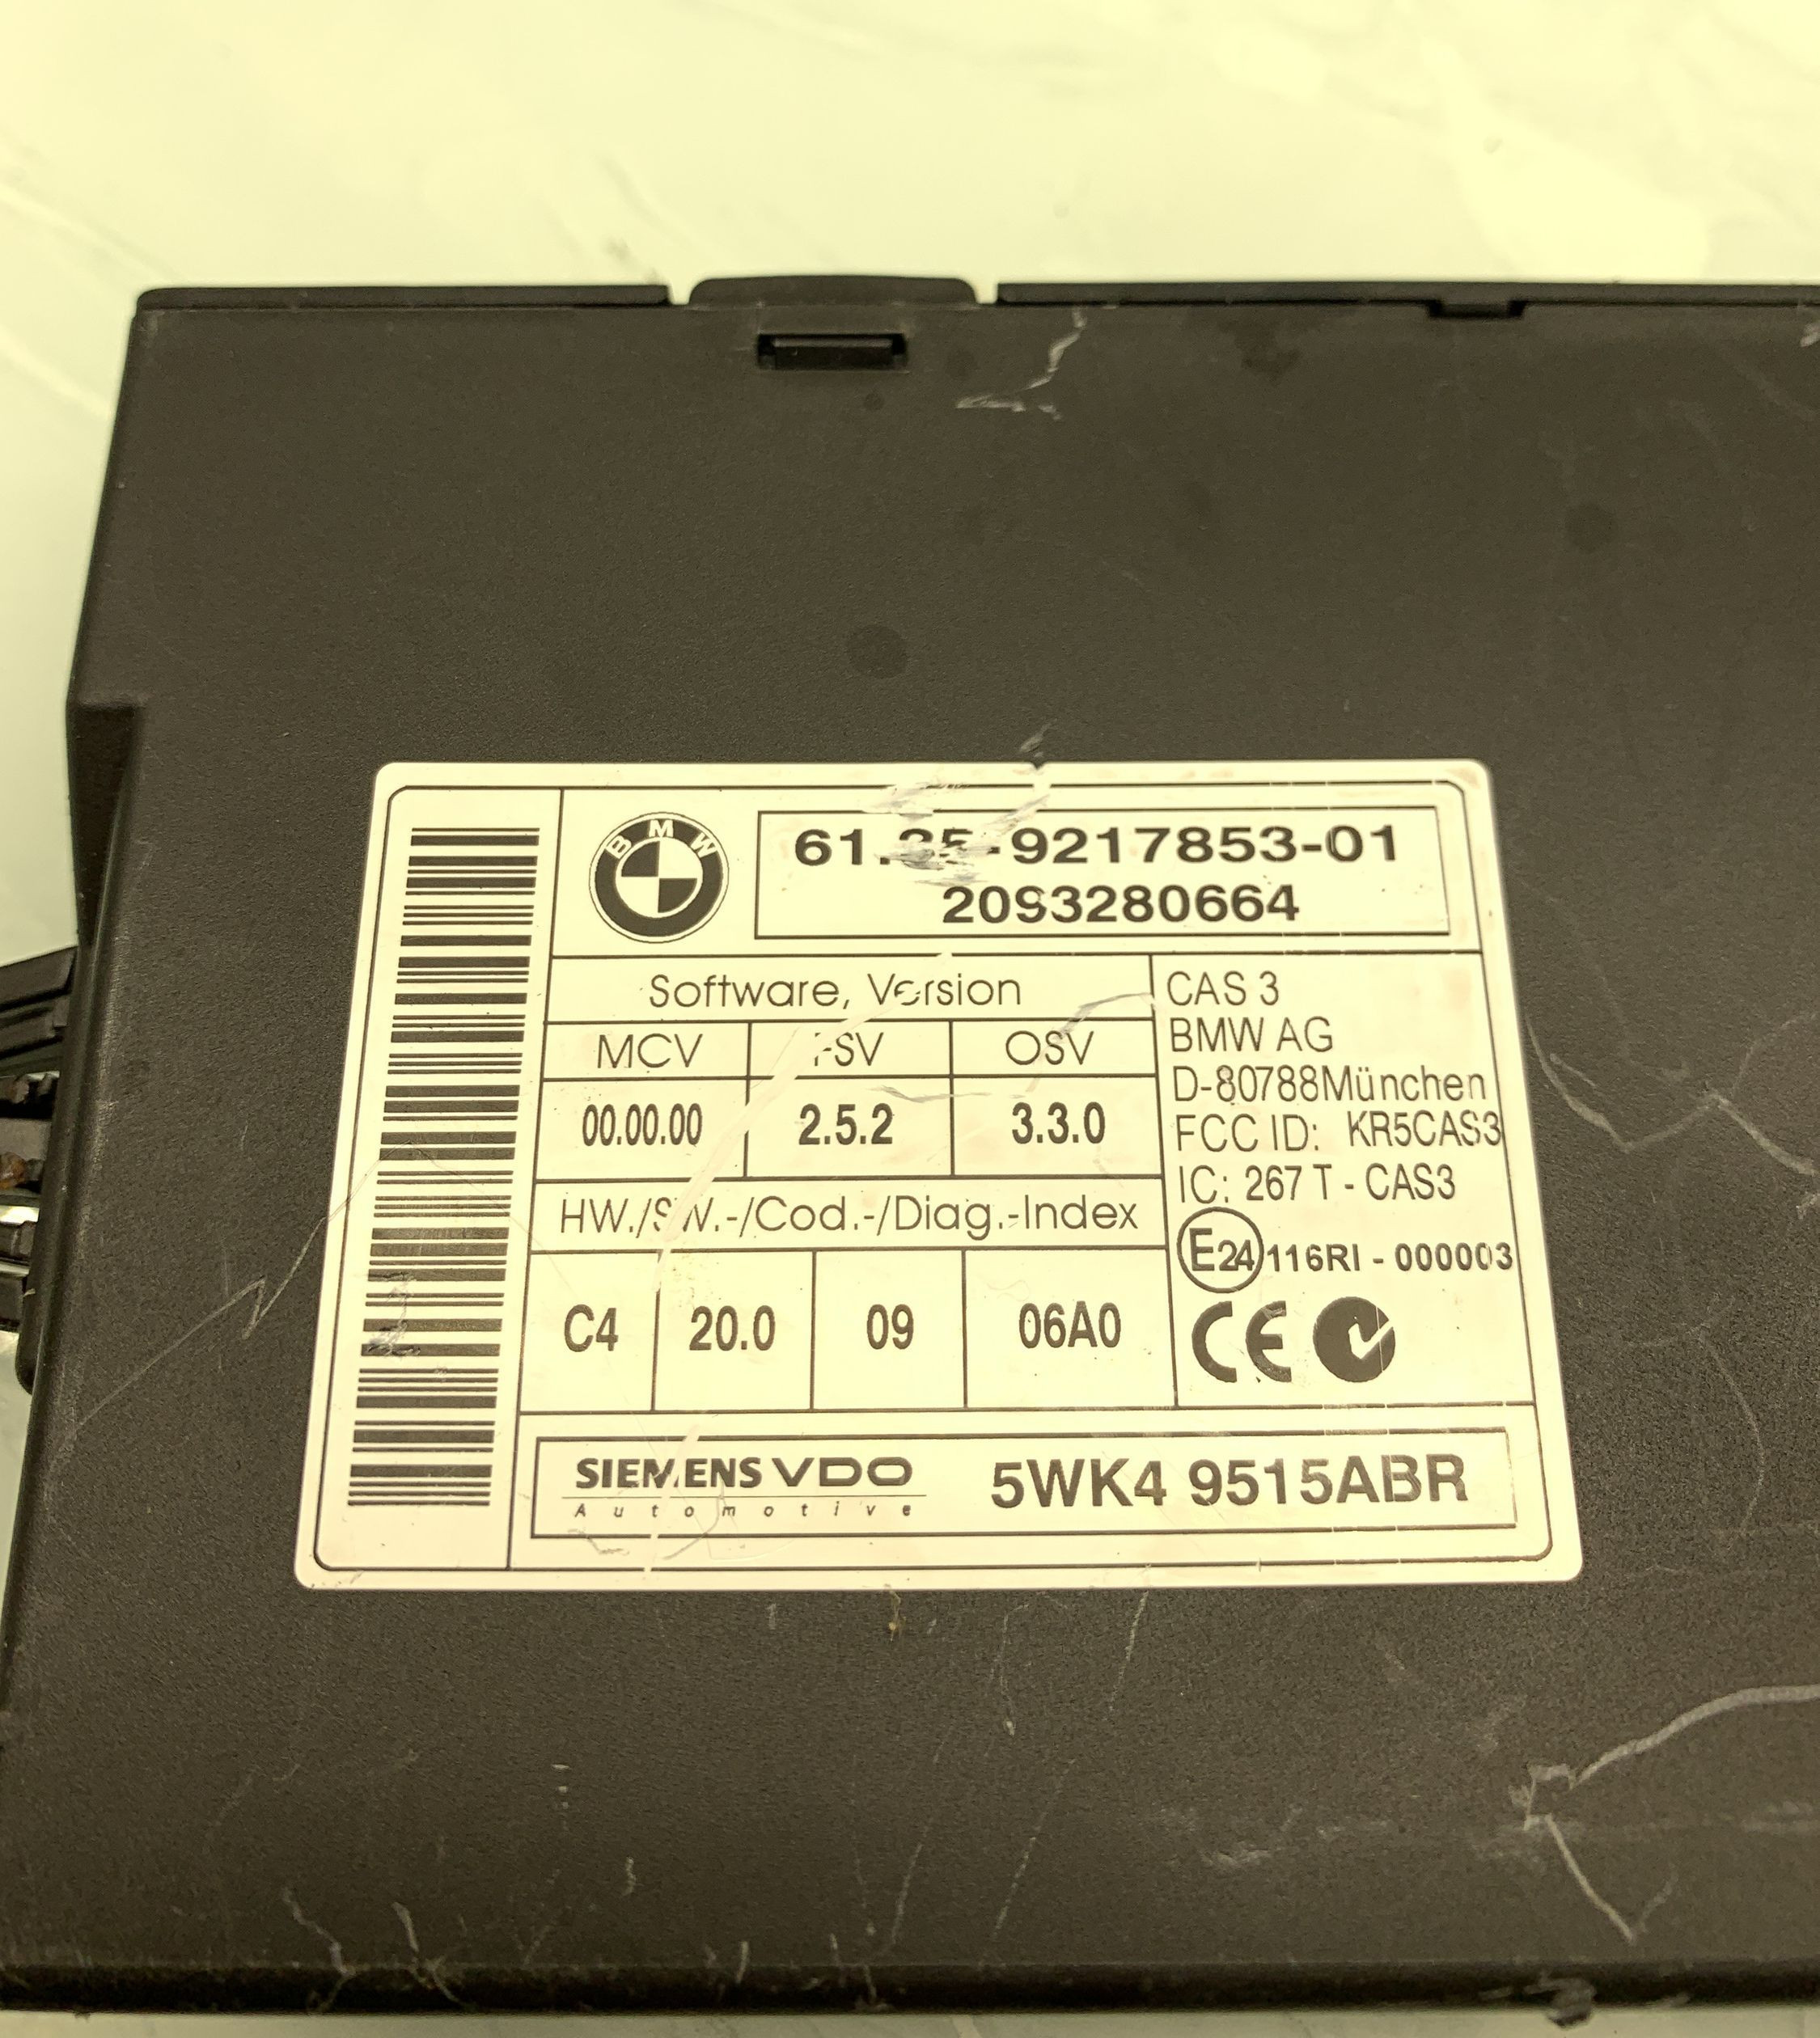 BMW
61.35-9217853-01
2093280664
Software, Version
MCV FSV OSV
00.00.00 2.5.2 3.3.0
HW./SW.-/Cod.-/Diag.-Index
C4 20.0 09 06A0
CAS 3
BMW AG
D-80788München
FCC ID: KR5CAS3
IC: 267 T - CAS3
E24 116RI - 000003
CE
SIEMENS VDO
Automotive
5WK4 9515ABR